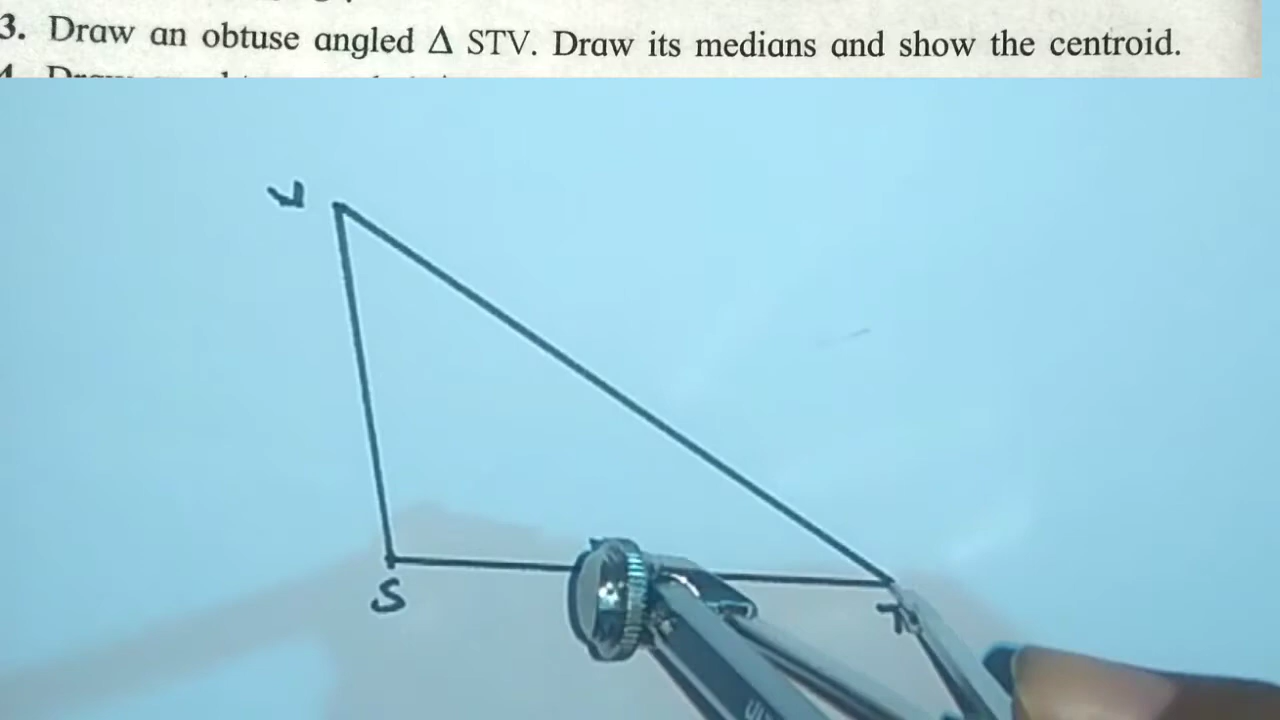 3. Draw an obtuse angled Δ STV. Draw its medians and show the centroid.
S
T